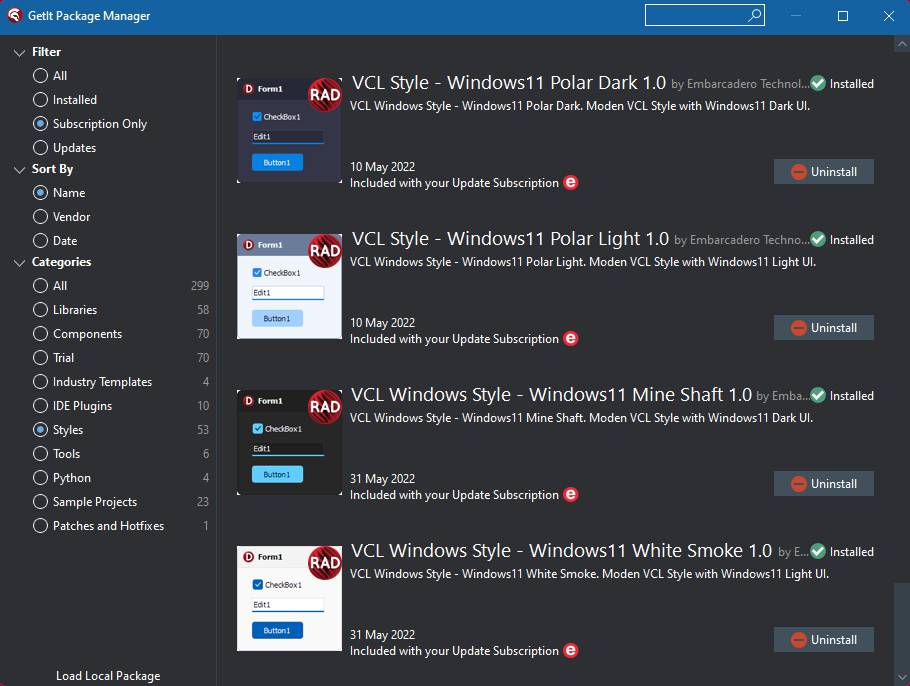 GetIt Package Manager
Filter
All
Installed
Subscription Only
Updates
Sort By
Name
Vendor
Date
Categories
All 299
Libraries 58
Components 70
Trial 70
Industry Templates 4
IDE Plugins 10
Styles 53
Tools 6
Python 4
Sample Projects 23
Patches and Hotfixes 1
Load Local Package
D Form1
RAD
CheckBox1
Edit1
Button1
VCL Style - Windows11 Polar Dark 1.0 by Embarcadero Technol... Installed
VCL Windows Style - Windows11 Polar Dark. Moden VCL Style with Windows11 Dark UI.
10 May 2022
Included with your Update Subscription e
Uninstall
D Form1
RAD
CheckBox1
Edit1
Button1
VCL Style - Windows11 Polar Light 1.0 by Embarcadero Techno... Installed
VCL Windows Style - Windows11 Polar Light. Moden VCL Style with Windows11 Light UI.
10 May 2022
Included with your Update Subscription e
Uninstall
D Form1
RAD
CheckBox1
Edit1
Button1
VCL Windows Style - Windows11 Mine Shaft 1.0 by Emba... Installed
VCL Windows Style - Windows11 Mine Shaft. Moden VCL Style with Windows11 Dark UI.
31 May 2022
Included with your Update Subscription e
Uninstall
D Form1
RAD
CheckBox1
Edit1
Button1
VCL Windows Style - Windows11 White Smoke 1.0 by E... Installed
VCL Windows Style - Windows11 White Smoke. Moden VCL Style with Windows11 Light UI.
31 May 2022
Included with your Update Subscription e
Uninstall